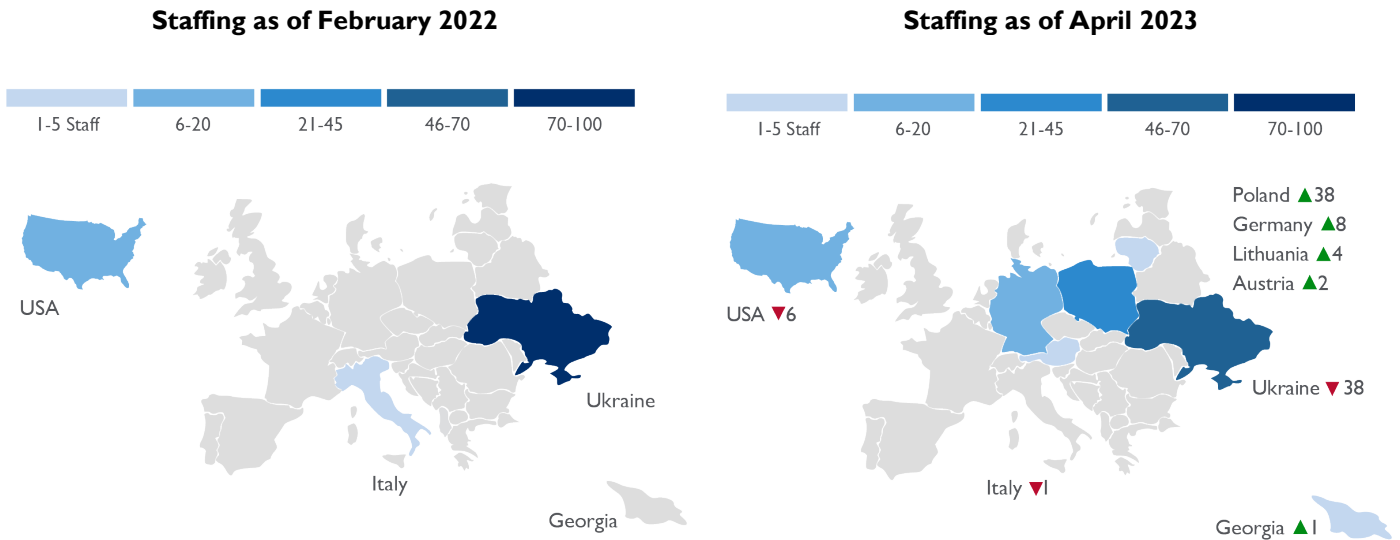 Staffing as of February 2022
1-5 Staff
6-20
21-45
46-70
70-100
USA
Ukraine
Italy
Georgia
Staffing as of April 2023
1-5 Staff
6-20
21-45
46-70
70-100
Poland ▲38
Germany ▲8
Lithuania ▲4
Austria ▲2
USA ▼6
Ukraine ▼38
Italy ▼1
Georgia ▲1